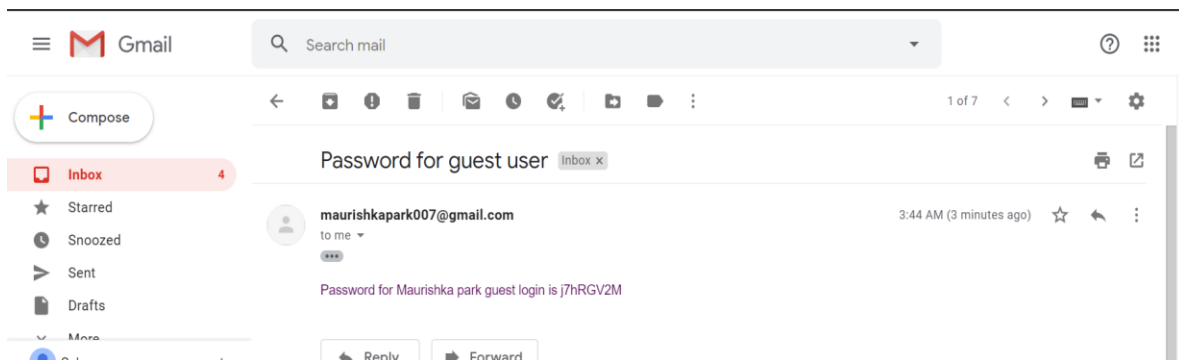 Gmail
Search mail
Compose
1 of 7
Password for guest user Inbox x
Inbox 4
Starred
maurishkapark007@gmail.com 3:44 AM (3 minutes ago)
to me
Snoozed
Sent
Password for Maurishka park guest login is j7hRGV2M
Drafts
More
Reply Forward